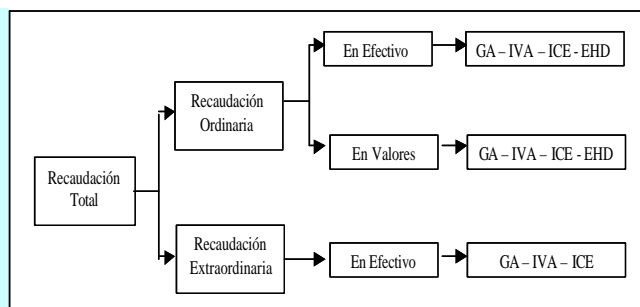 En Efectivo
GA – IVA – ICE - EHD
Recaudación
Ordinaria
En Valores
GA – IVA – ICE - EHD
Recaudación
Total
Recaudación
Extraordinaria
En Efectivo
GA – IVA – ICE